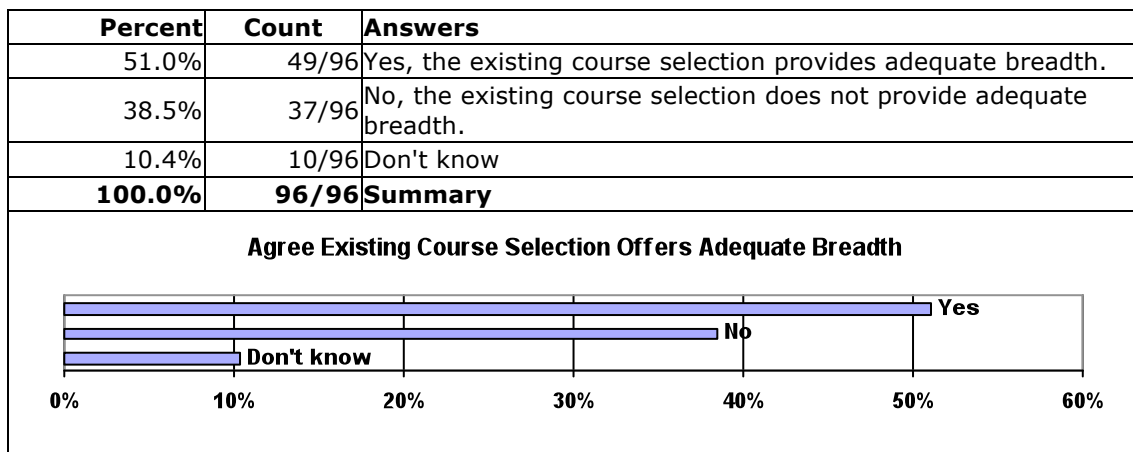 Percent Count Answers
51.0% 49/96 Yes, the existing course selection provides adequate breadth.
38.5% 37/96 No, the existing course selection does not provide adequate
breadth.
10.4% 10/96 Don't know
100.0% 96/96 Summary
Agree Existing Course Selection Offers Adequate Breadth
Yes
No
Don't know
0% 10% 20% 30% 40% 50% 60%